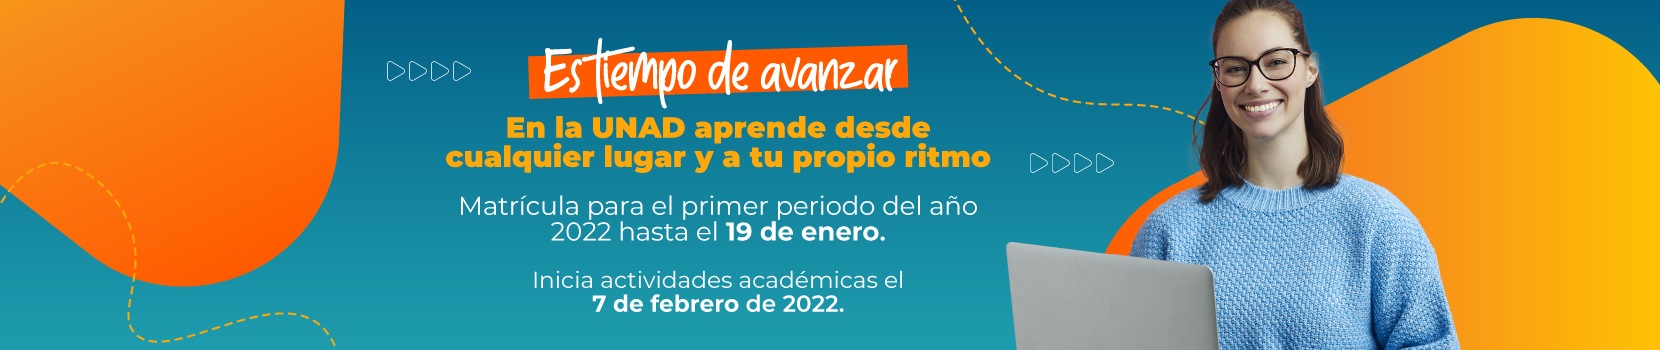 Es tiempo de avanzar
En la UNAD aprende desde
cualquier lugar y a tu propio ritmo
Matrícula para el primer periodo del año
2022 hasta el 19 de enero.
Inicia actividades académicas el
7 de febrero de 2022.